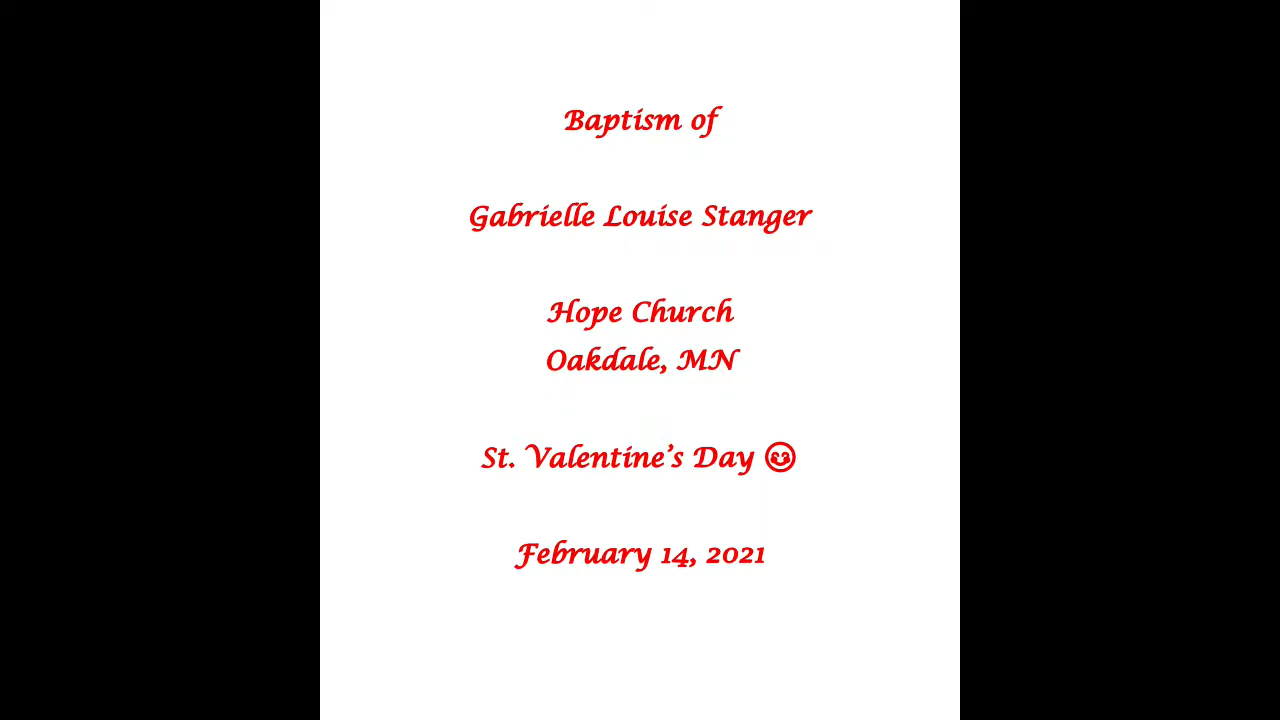 Baptism of
Gabrielle Louise Stanger
Hope Church
Oakdale, MN
St. Valentine’s Day 😊
February 14, 2021